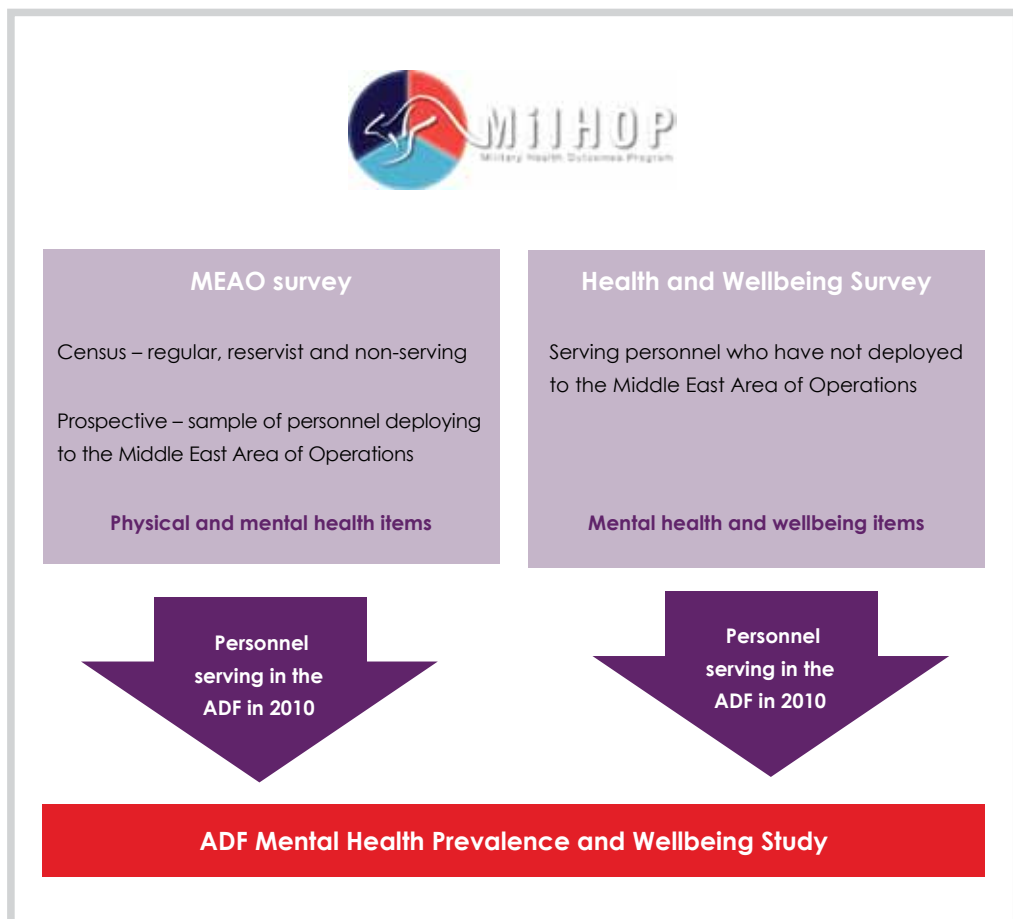 MilHOP
Military Health Outcomes Program
MEAO survey
Census – regular, reservist and non-serving
Prospective – sample of personnel deploying
to the Middle East Area of Operations
Physical and mental health items
Health and Wellbeing Survey
Serving personnel who have not deployed
to the Middle East Area of Operations
Mental health and wellbeing items
Personnel
serving in the
ADF in 2010
Personnel
serving in the
ADF in 2010
ADF Mental Health Prevalence and Wellbeing Study